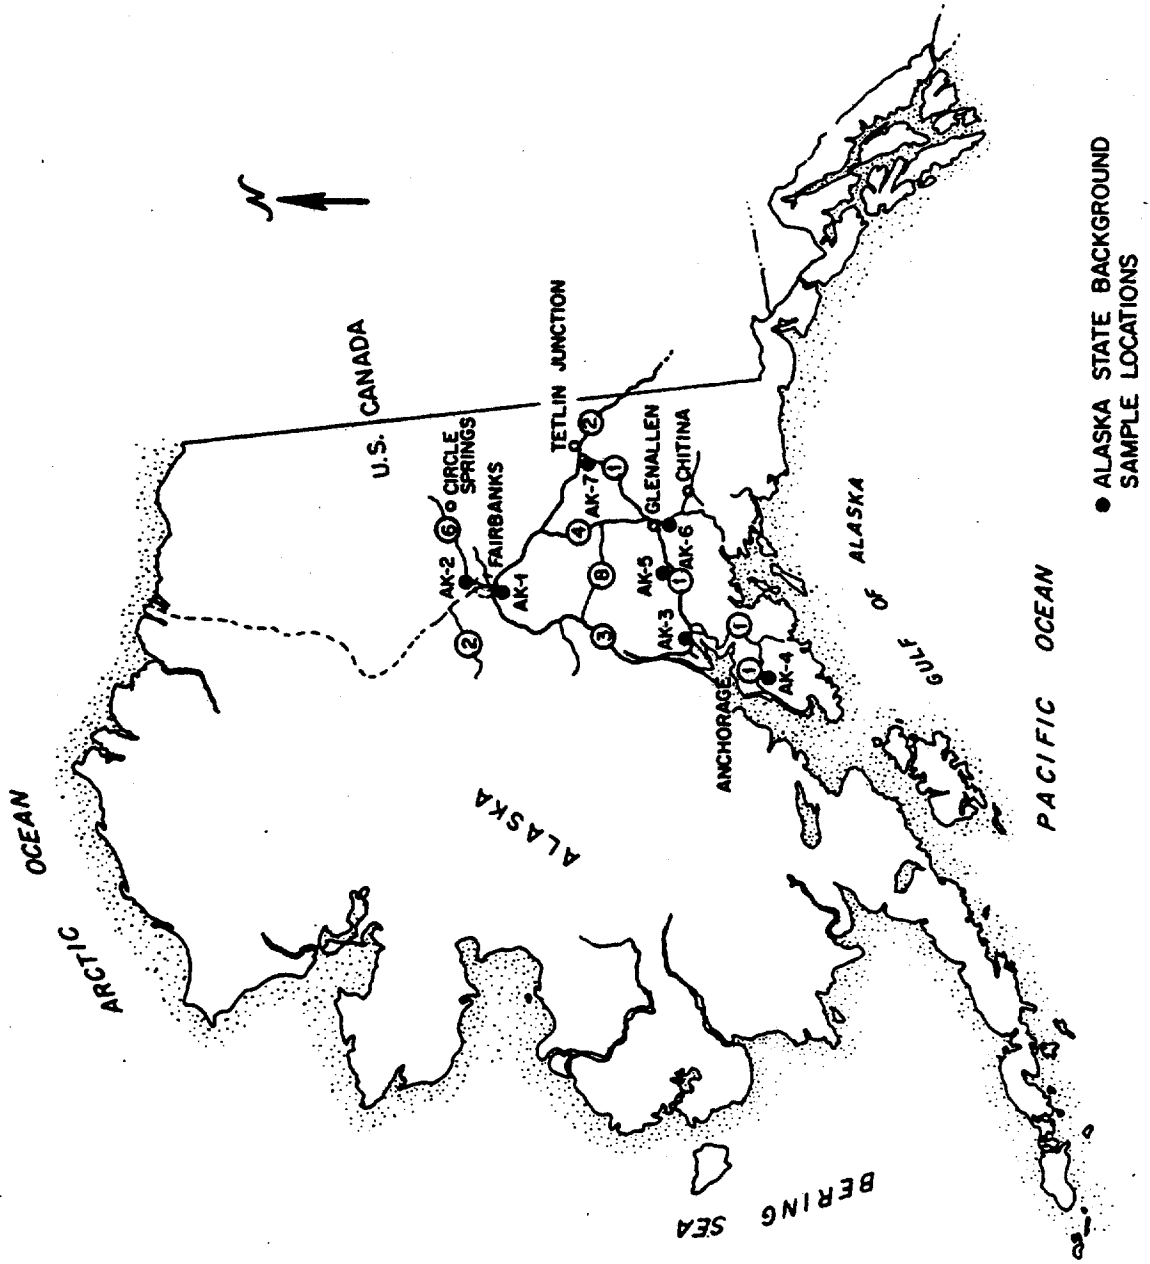 ARCTIC OCEAN
U.S. CANADA
N
CIRCLE
SPRINGS
6
AK-2
FAIRBANKS
AK-1
2
TETLIN JUNCTION
2
AK-7
1
4
8
3
GLENALLEN
CHITINA
AK-6
AK-5
1
AK-3
1
ANCHORAGE
1
AK-4
ALASKA
GULF OF ALASKA
PACIFIC OCEAN
BERING SEA
ALASKA STATE BACKGROUND
SAMPLE LOCATIONS